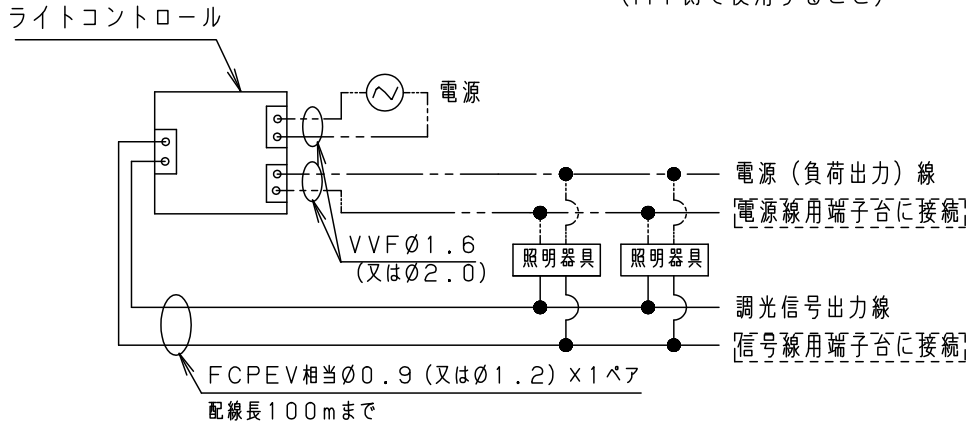 ライトコントロール
電源
電源（負荷出力）線
電源線用端子台に接続
VVFØ1.6
（又はØ2.0）
照明器具 照明器具
調光信号出力線
信号線用端子台に接続
FCPEV相当Ø0.9（又はØ1.2）×1ペア
配線長100mまで